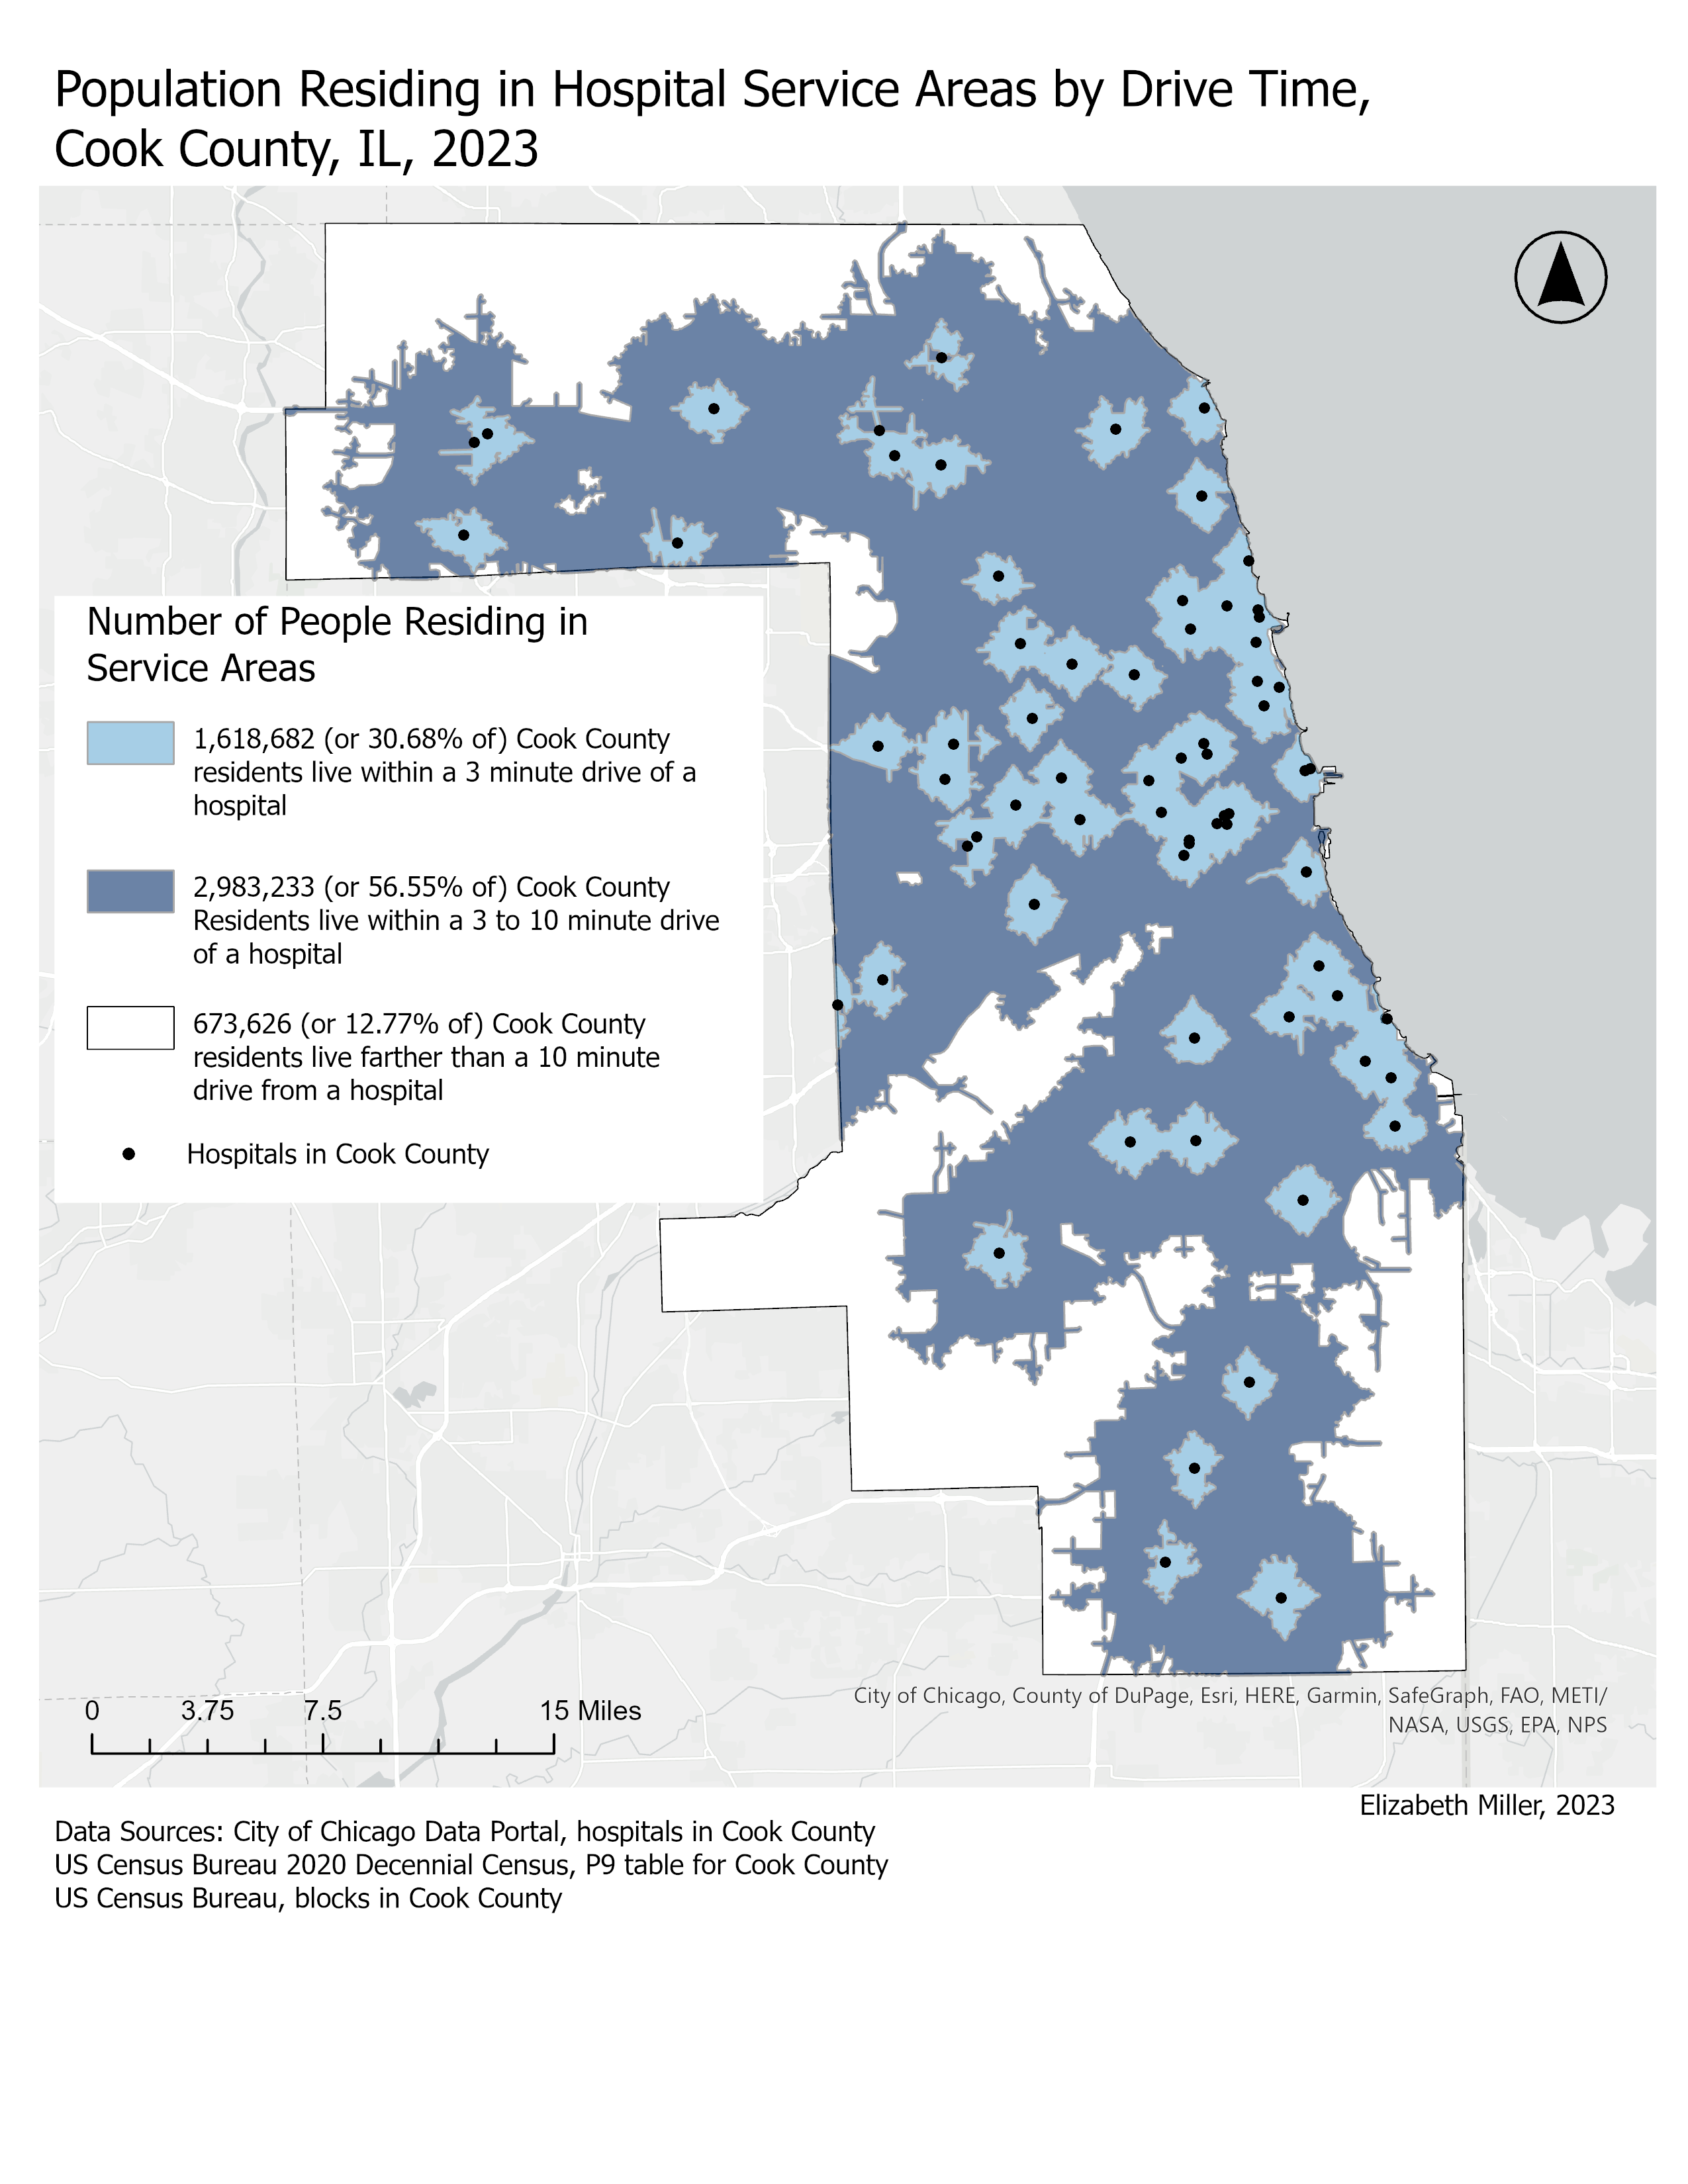 Population Residing in Hospital Service Areas by Drive Time,
Cook County, IL, 2023
Number of People Residing in
Service Areas
1,618,682 (or 30.68% of) Cook County
residents live within a 3 minute drive of a
hospital
2,983,233 (or 56.55% of) Cook County
Residents live within a 3 to 10 minute drive
of a hospital
673,626 (or 12.77% of) Cook County
residents live farther than a 10 minute
drive from a hospital
Hospitals in Cook County
0 3.75 7.5 15 Miles
City of Chicago, County of DuPage, Esri, HERE, Garmin, SafeGraph, FAO, METI/
NASA, USGS, EPA, NPS
Elizabeth Miller, 2023
Data Sources: City of Chicago Data Portal, hospitals in Cook County
US Census Bureau 2020 Decennial Census, P9 table for Cook County
US Census Bureau, blocks in Cook County